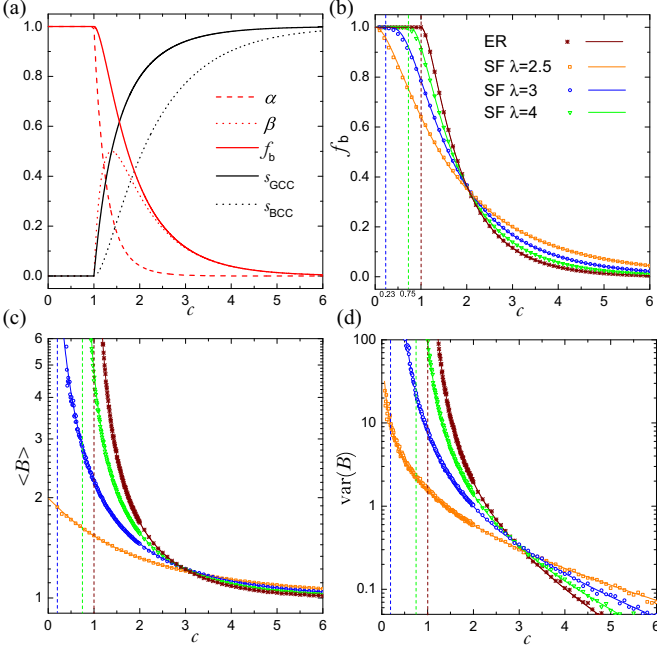 (a)
1.0
0.8
0.6
0.4
0.2
0.0
α
β
f_b
s_GCC
s_BCC
0 1 2 3 4 5 6
c
(b)
f_b
1.0
0.8
0.6
0.4
0.2
0.0
ER
SF λ=2.5
SF λ=3
SF λ=4
0.23 0.75
0 1 2 3 4 5 6
c
(c)
<B>
6
5
4
3
2
1
0 1 2 3 4 5 6
c
(d)
var(B)
100
10
1
0.1
0 1 2 3 4 5 6
c